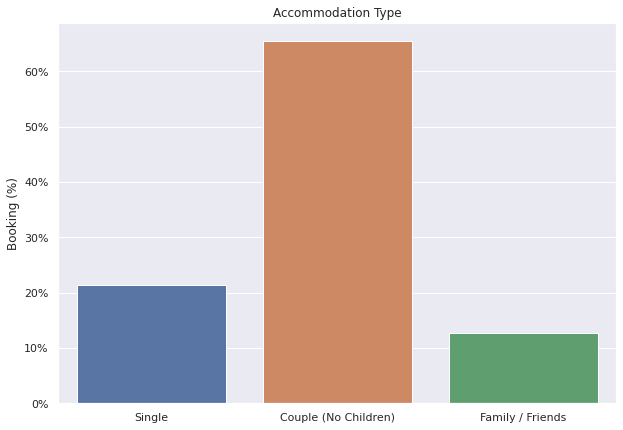 Accommodation Type
Booking (%)
60%
50%
40%
30%
20%
10%
0%
Single
Couple (No Children)
Family / Friends